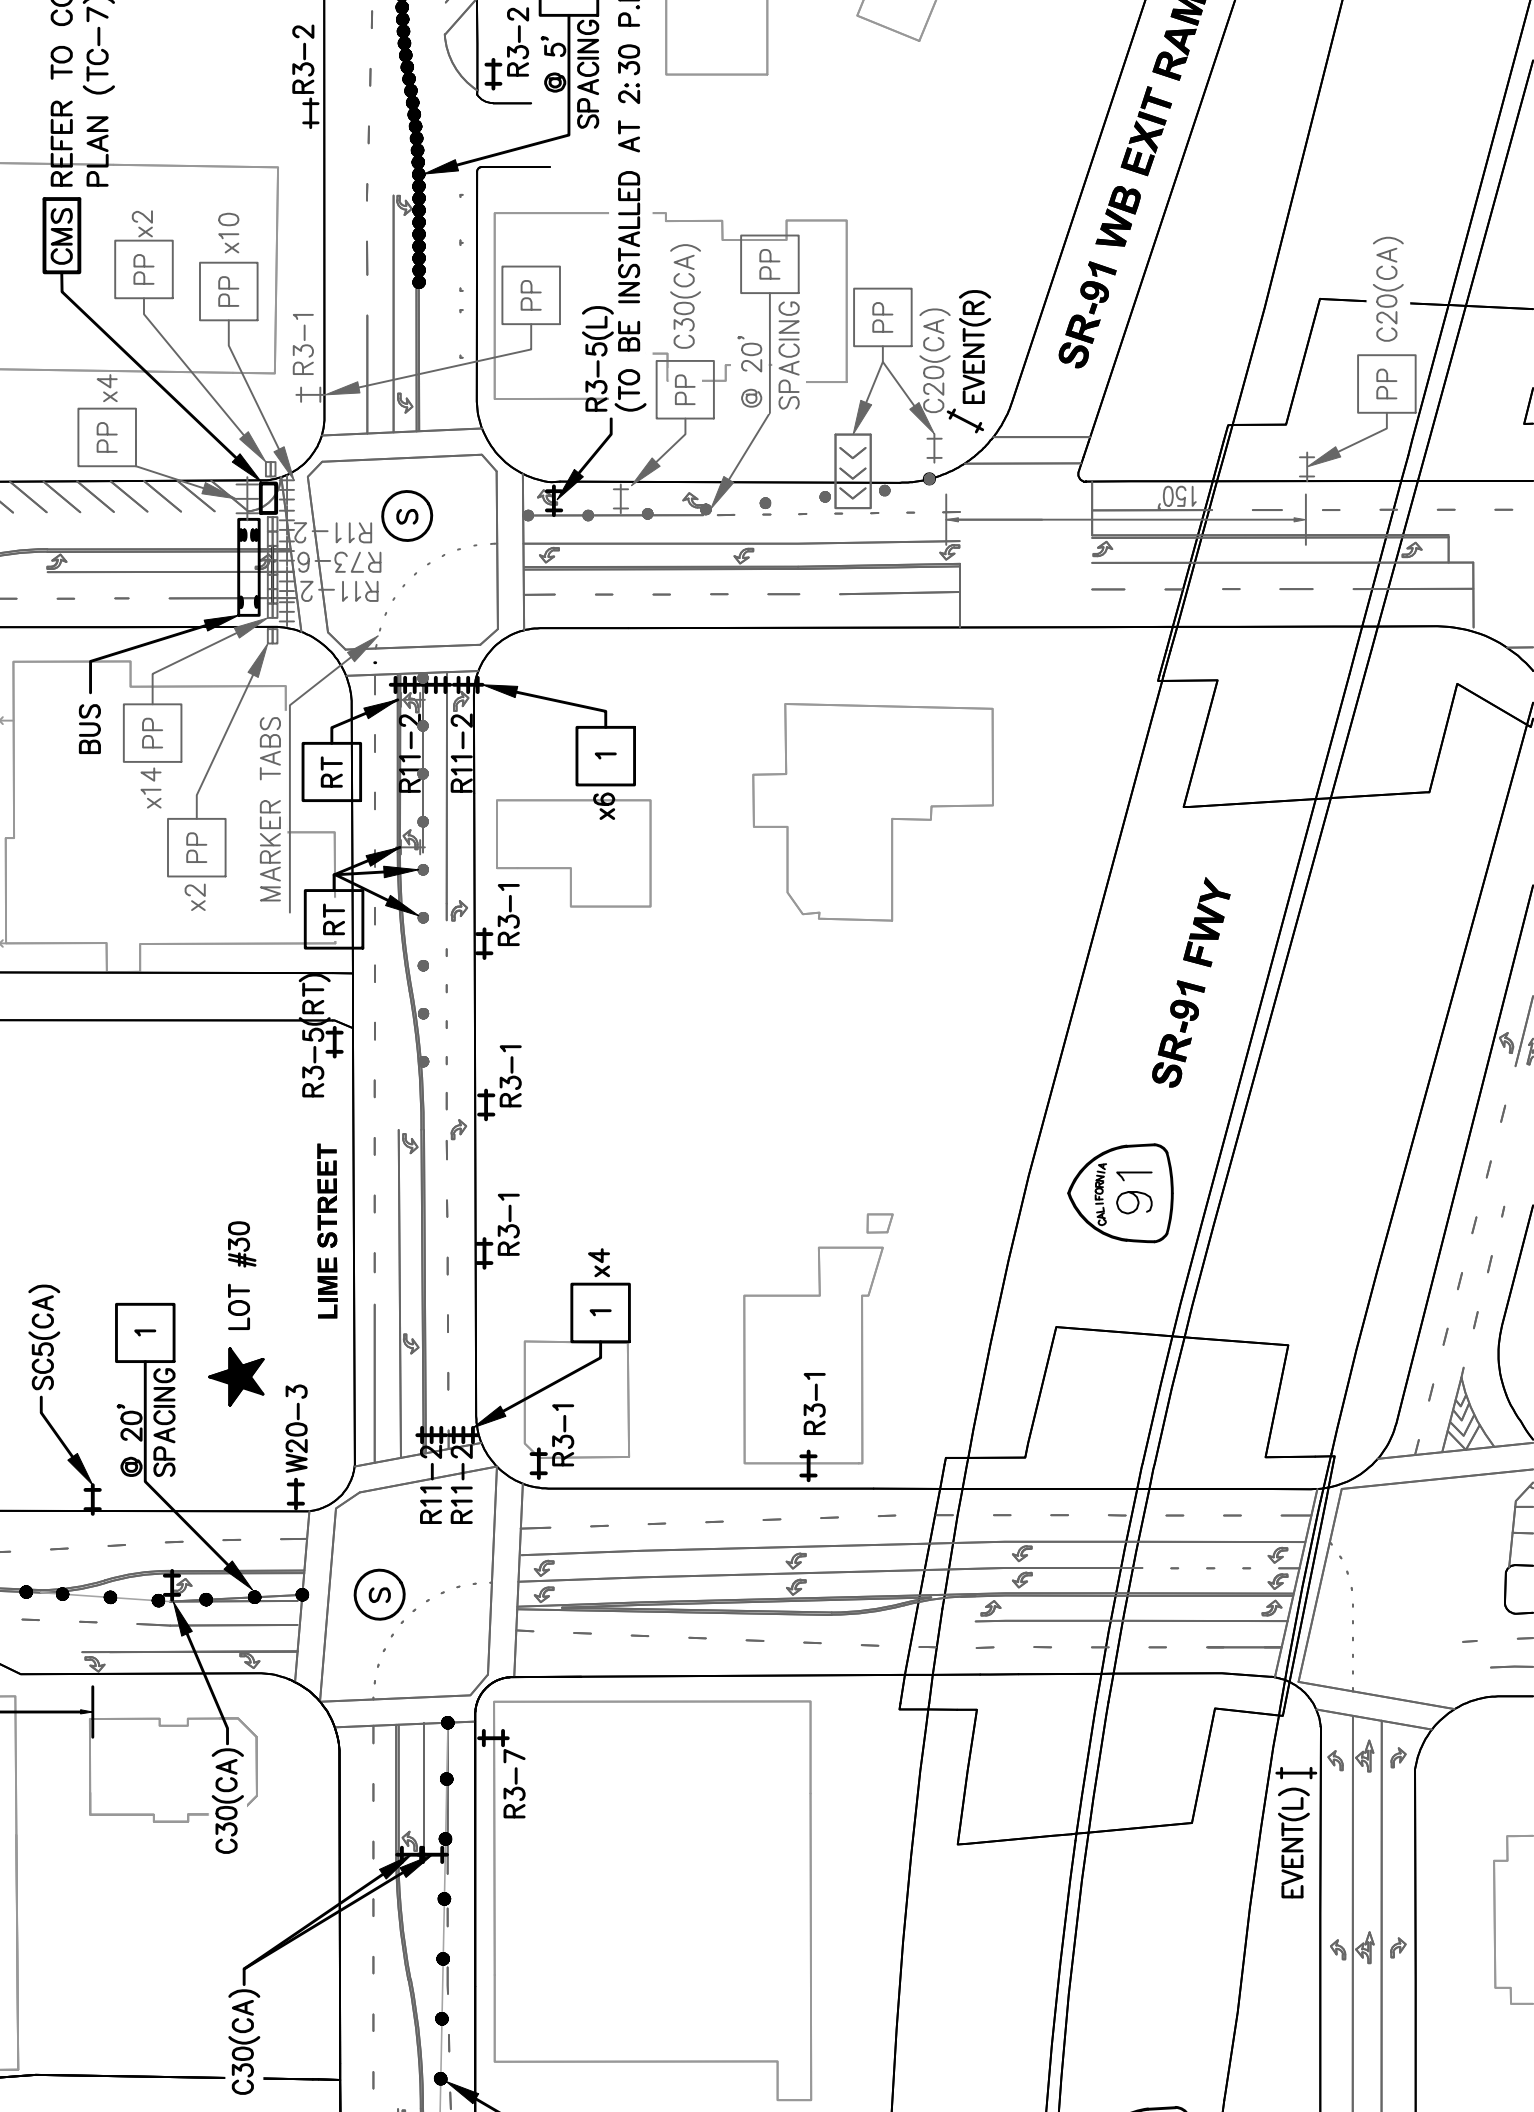 REFER TO CO
PLAN (TC-7)
CMS
R3-2
R3-2
@ 5'
SPACING
PP
x2
PP
x10
PP
x4
R3-1
PP
R3-5(L)
(TO BE INSTALLED AT 2:30 P.
C30(CA)
PP
PP
@ 20'
SPACING
PP
C20(CA)
EVENT(R)
SR-91 WB EXIT RAM
C20(CA)
PP
150'
S
R11-2
R73-6
R11-2
BUS
x14
PP
x2
PP
MARKER TABS
RT
RT
R11-2
R11-2
1
x6
R3-1
R3-5(RT)
R3-1
R3-1
SR-91 FWY
CALIFORNIA
91
LIME STREET
LOT #30
SC5(CA)
1
@ 20'
SPACING
W20-3
1
x4
R3-1
R3-1
R11-2
R11-2
S
C30(CA)
R3-7
C30(CA)
EVENT(L)